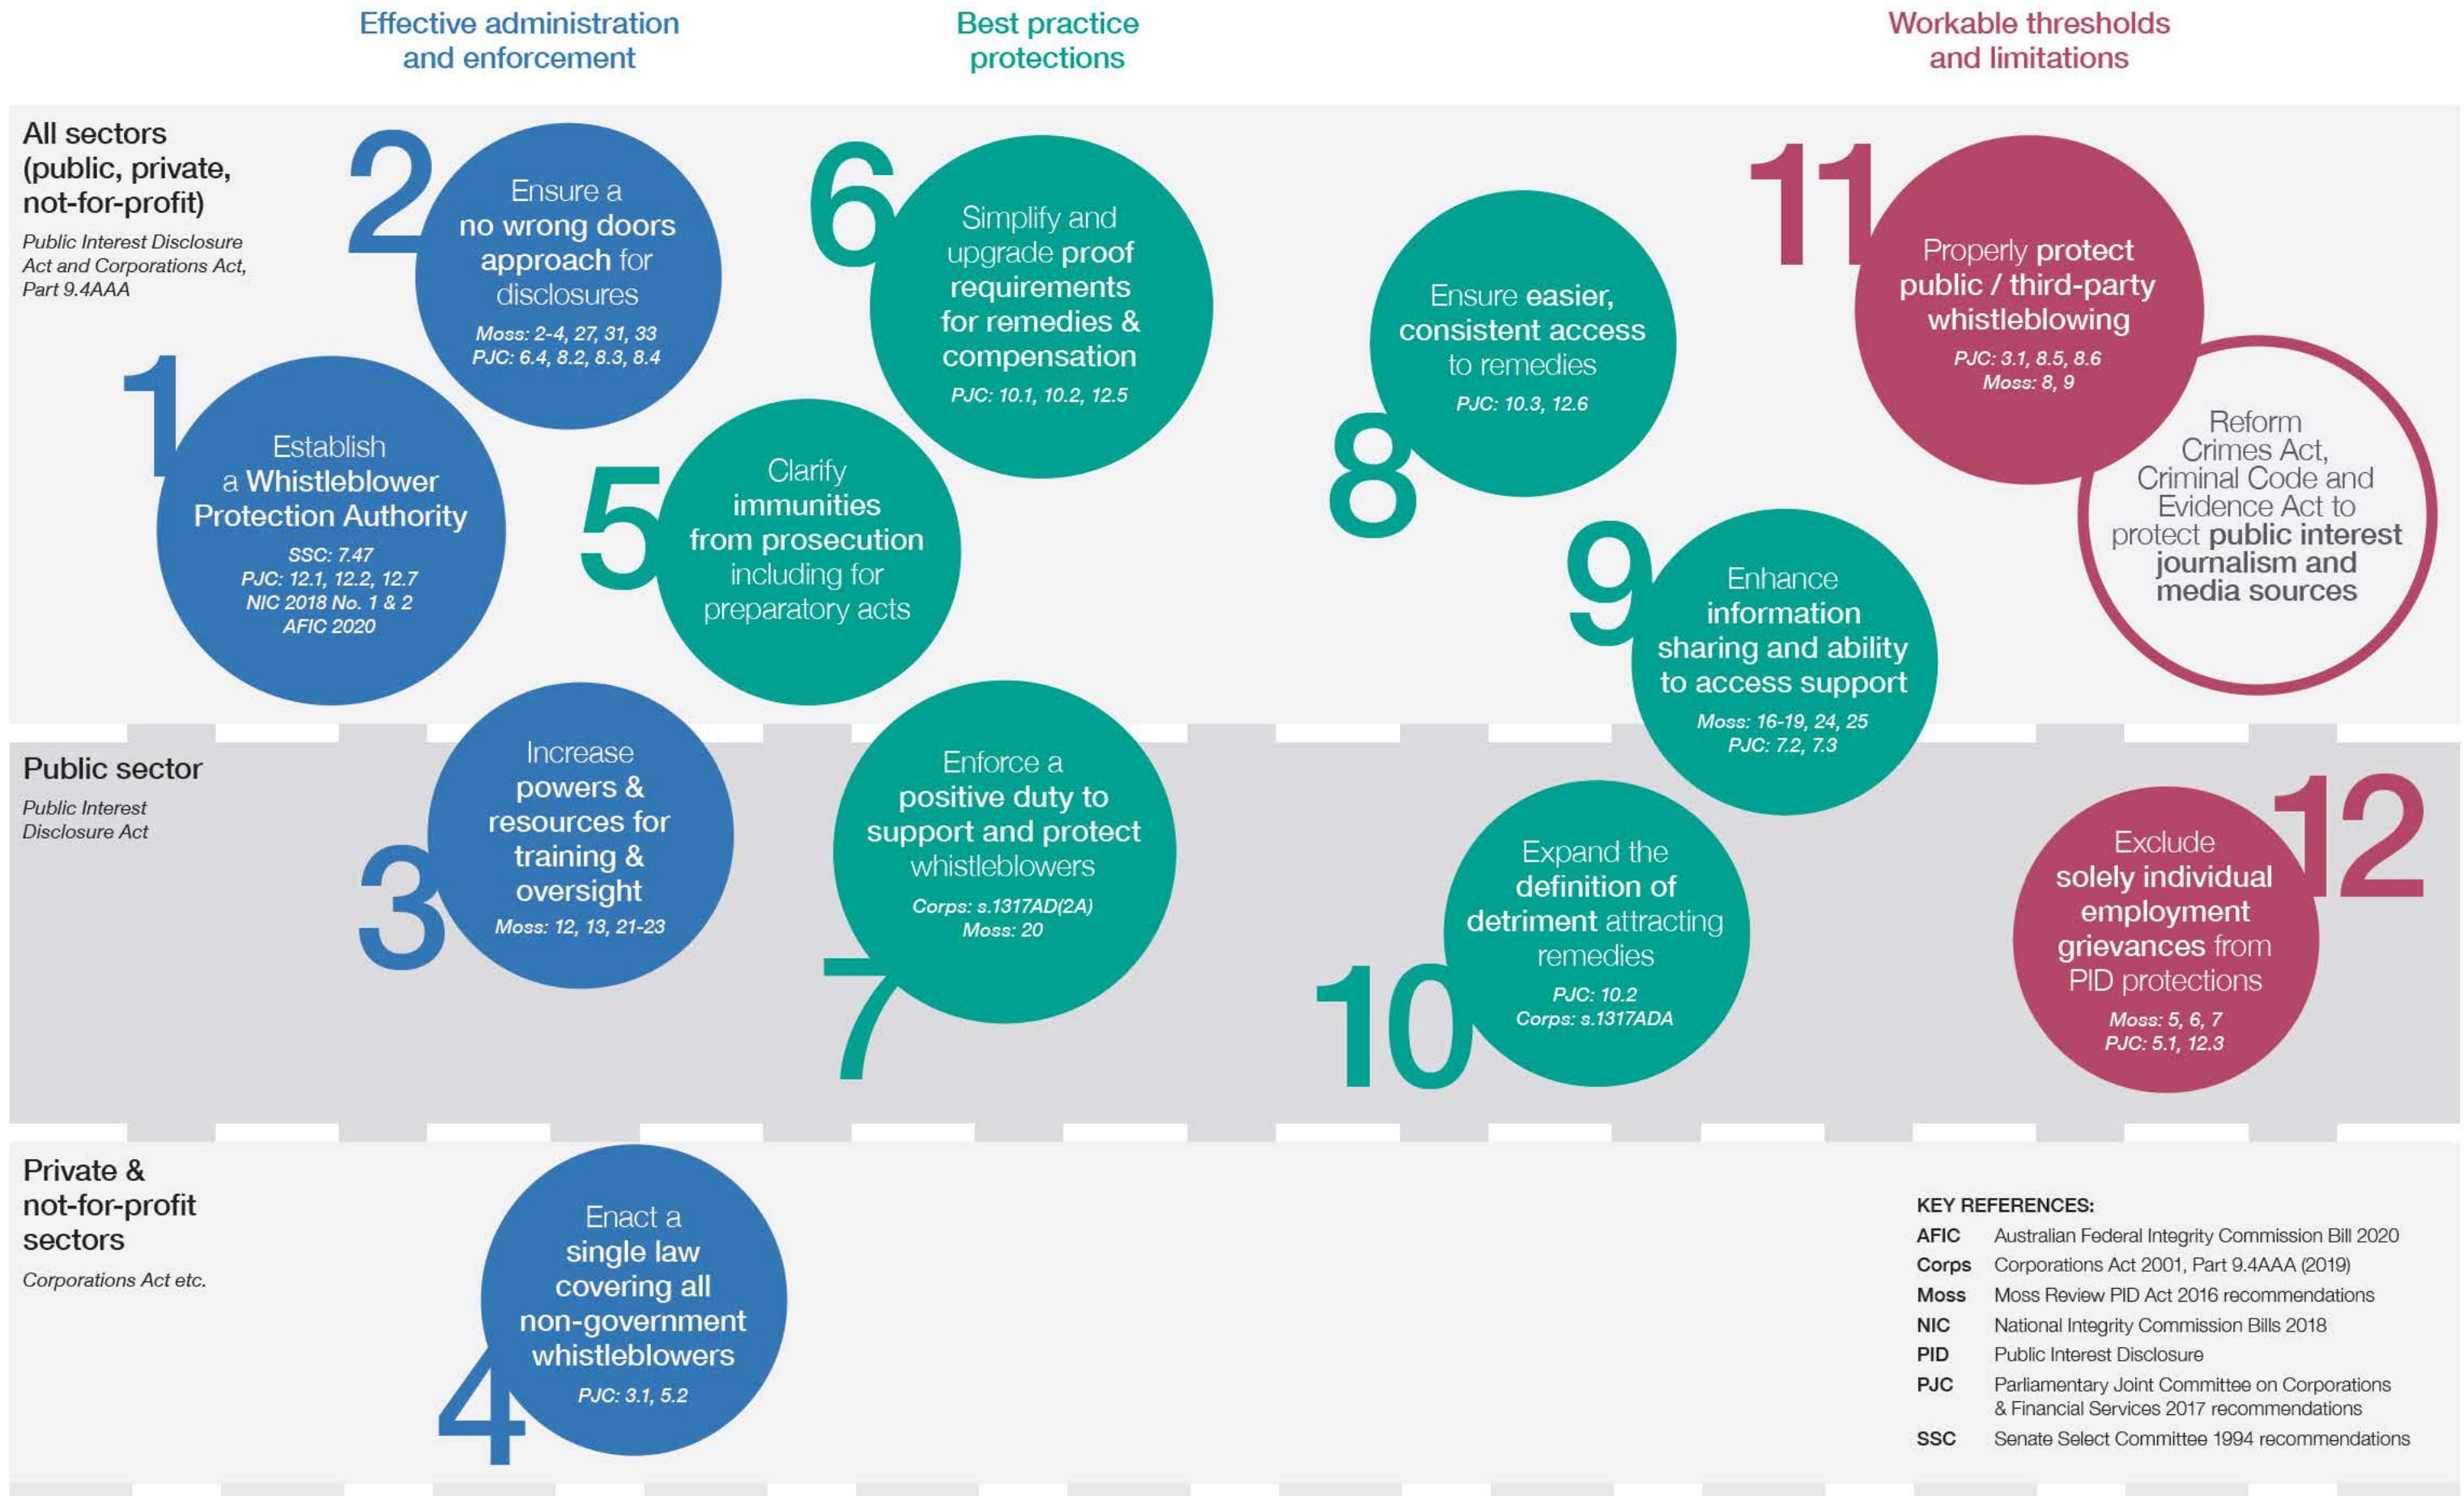 Effective administration
and enforcement
Best practice
protections
Workable thresholds
and limitations
All sectors
(public, private,
not-for-profit)
Public Interest Disclosure
Act and Corporations Act,
Part 9.4AAA
1
Establish
a Whistleblower
Protection Authority
SSC: 7.47
PJC: 12.1, 12.2, 12.7
NIC 2018 No. 1 & 2
AFIC 2020
2
Ensure a
no wrong doors
approach for
disclosures
Moss: 2-4, 27, 31, 33
PJC: 6.4, 8.2, 8.3, 8.4
5
Clarify
immunities
from prosecution
including for
preparatory acts
6
Simplify and
upgrade proof
requirements
for remedies &
compensation
PJC: 10.1, 10.2, 12.5
8
Ensure easier,
consistent access
to remedies
PJC: 10.3, 12.6
9
Enhance
information
sharing and ability
to access support
Moss: 16-19, 24, 25
PJC: 7.2, 7.3
11
Properly protect
public / third-party
whistleblowing
PJC: 3.1, 8.5, 8.6
Moss: 8, 9
Reform
Crimes Act,
Criminal Code and
Evidence Act to
protect public interest
journalism and
media sources
Public sector
Public Interest
Disclosure Act
3
Increase
powers &
resources for
training &
oversight
Moss: 12, 13, 21-23
7
Enforce a
positive duty to
support and protect
whistleblowers
Corps: s.1317AD(2A)
Moss: 20
10
Expand the
definition of
detriment attracting
remedies
PJC: 10.2
Corps: s.1317ADA
12
Exclude
solely individual
employment
grievances from
PID protections
Moss: 5, 6, 7
PJC: 5.1, 12.3
Private &
not-for-profit
sectors
Corporations Act etc.
4
Enact a
single law
covering all
non-government
whistleblowers
PJC: 3.1, 5.2
KEY REFERENCES:
AFIC Australian Federal Integrity Commission Bill 2020
Corps Corporations Act 2001, Part 9.4AAA (2019)
Moss Moss Review PID Act 2016 recommendations
NIC National Integrity Commission Bills 2018
PID Public Interest Disclosure
PJC Parliamentary Joint Committee on Corporations
& Financial Services 2017 recommendations
SSC Senate Select Committee 1994 recommendations